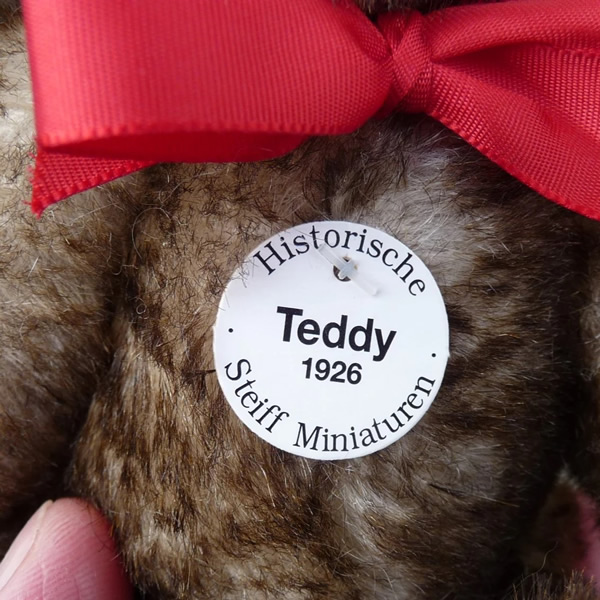 Historische
Teddy
1926
· Steiff Miniaturen ·